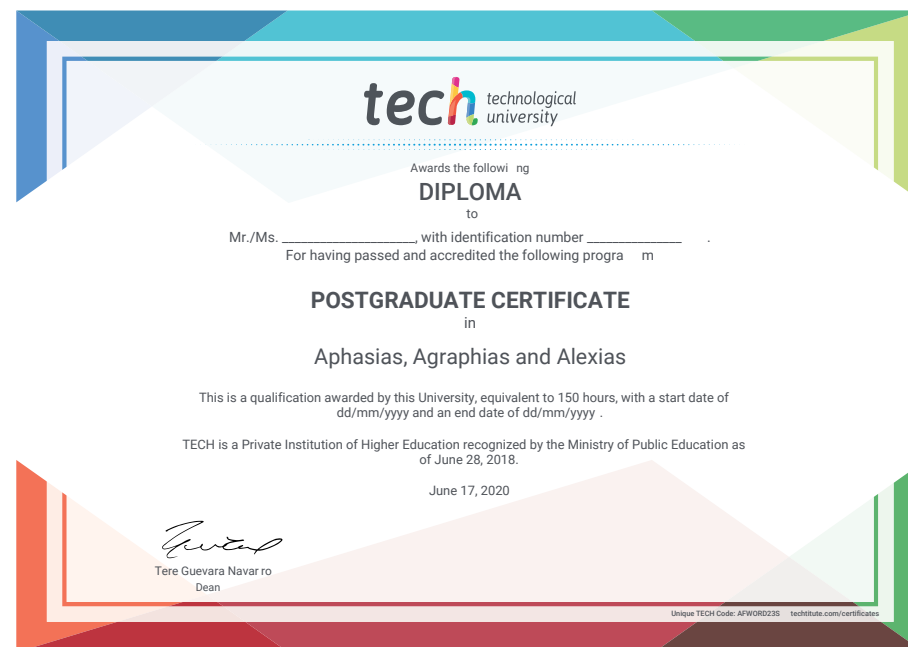 tech technological
university
Awards the followi ng
DIPLOMA
to
Mr./Ms. ___________________, with identification number ______________ .
For having passed and accredited the following progra m
POSTGRADUATE CERTIFICATE
in
Aphasias, Agraphias and Alexias
This is a qualification awarded by this University, equivalent to 150 hours, with a start date of
dd/mm/yyyy and an end date of dd/mm/yyyy .
TECH is a Private Institution of Higher Education recognized by the Ministry of Public Education as
of June 28, 2018.
June 17, 2020
Tere Guevara Navar ro
Dean
Unique TECH Code: AFWORD23S techtitute.com/certificates